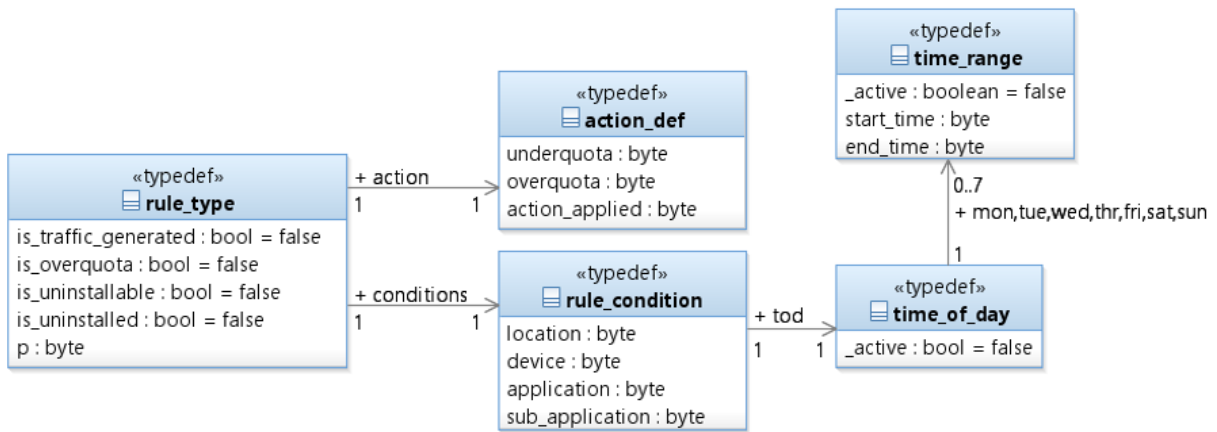 «typedef»
time_range
_active : boolean = false
start_time : byte
end_time : byte
«typedef»
action_def
underquota : byte
overquota : byte
action_applied : byte
«typedef»
rule_type
is_traffic_generated : bool = false
is_overquota : bool = false
is_uninstallable : bool = false
is_uninstalled : bool = false
p : byte
+ action
1
1
+ conditions
1
1
«typedef»
rule_condition
location : byte
device : byte
application : byte
sub_application : byte
+ tod
1
1
0..7
+ mon,tue,wed,thr,fri,sat,sun
1
«typedef»
time_of_day
_active : bool = false